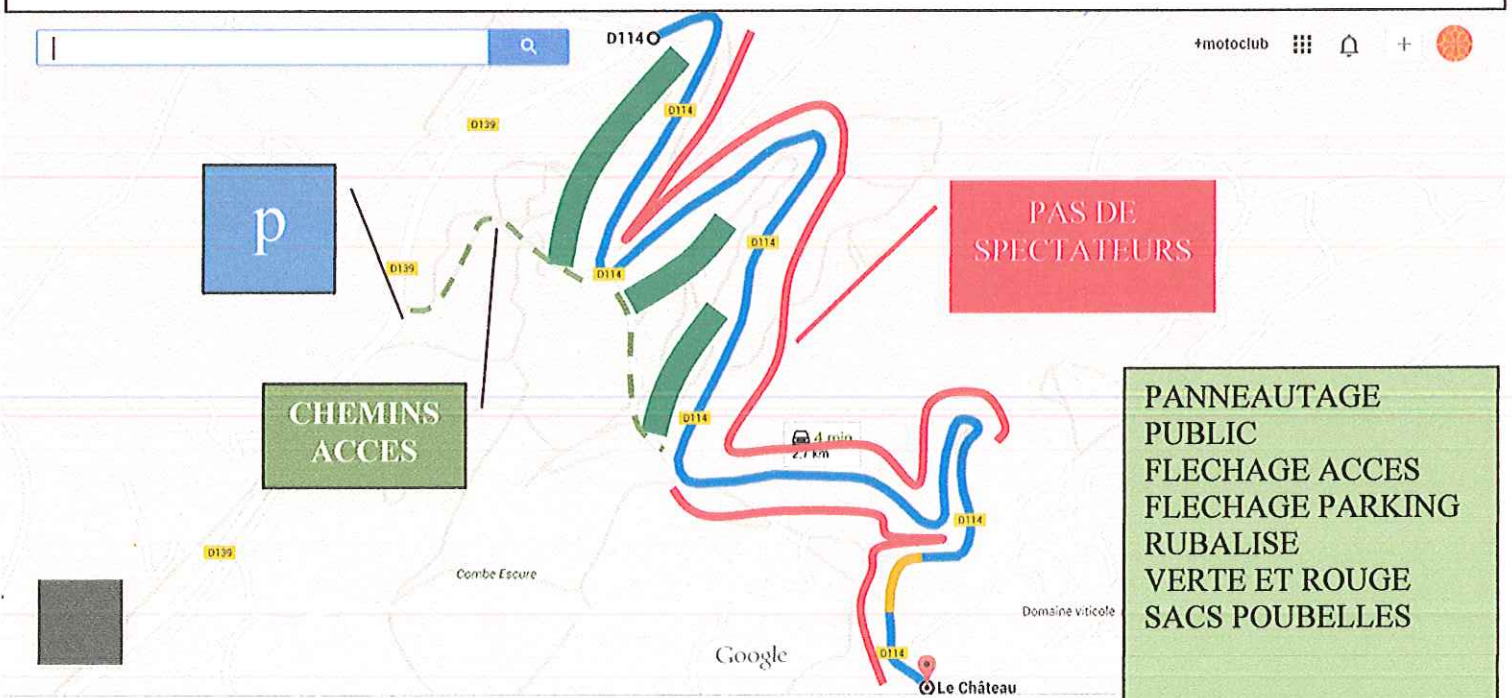 D114
+motoclub
+
D114
D139
p
PAS DE
SPECTATEURS
D114
D139
D114
CHEMINS
ACCES
D114
4 min
2.7 km
PANNEAUTAGE
PUBLIC
FLECHAGE ACCES
FLECHAGE PARKING
RUBALISE
VERTE ET ROUGE
SACS POUBELLES
D114
D139
Combe Escure
Domaine viticole
Google
D114
Le Château